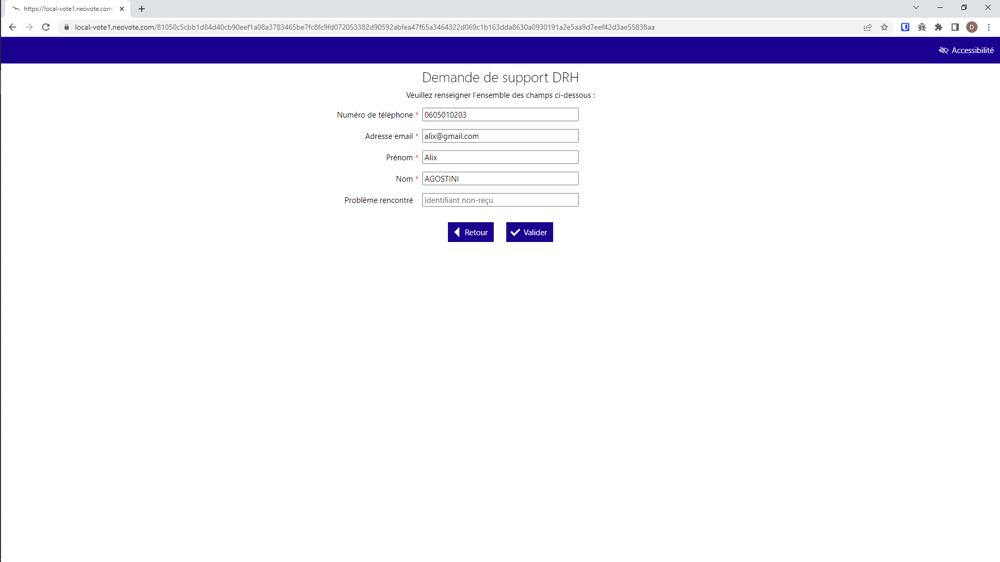 https://local-vote1.neovote.com/
local-vote1.neovote.com/81050c5cbb1d84d40cb90eef1a08a3783465be7fc8fc9fd072053382d90592abfea47f65a3464322d069c1b163dda8630a0930191a2e5aa9d7eef42d3ae55838aa
D
Accessibilité
Demande de support DRH
Veuillez renseigner l'ensemble des champs ci-dessous :
Numéro de téléphone * 0605010203
Adresse email * alix@gmail.com
Prénom * Alix
Nom * AGOSTINI
Problème rencontré Identifiant non-reçu
Retour Valider